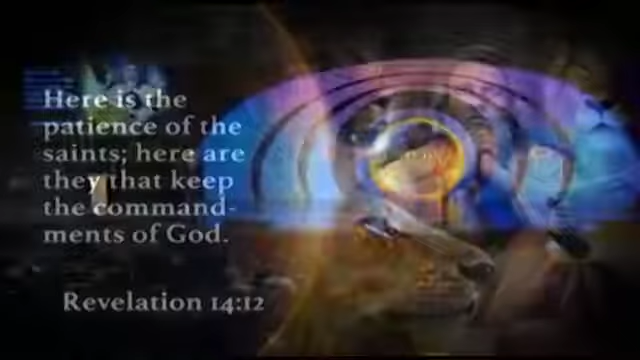 Here is the
patience of the
saints; here are
they that keep
the command-
ments of God.
Revelation 14:12